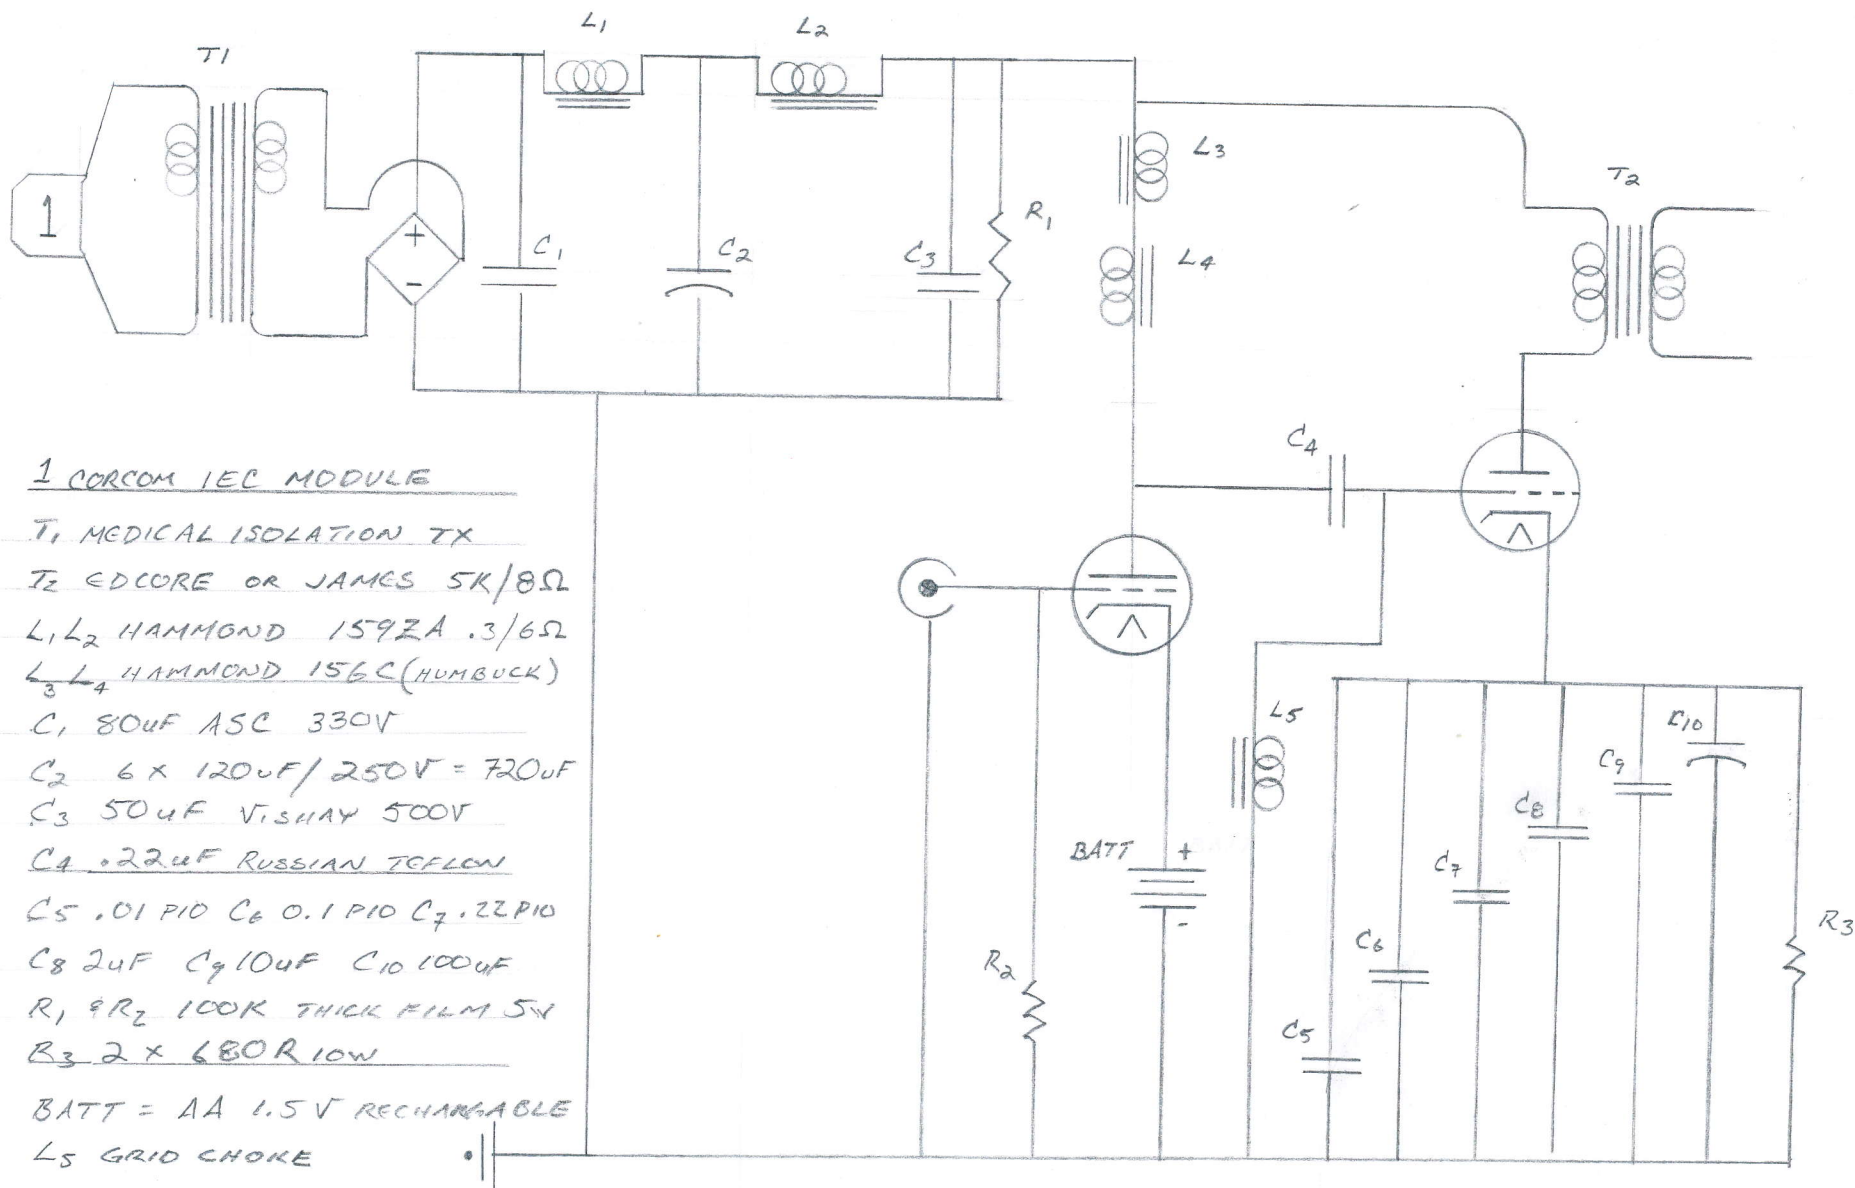 T1
L1
L2
1
+
-
C1
C2
C3
R1
L3
L4
T2
C4
1 CORCOM IEC MODULE
T1 MEDICAL ISOLATION TX
T2 EDCORE OR JAMES 5K/8Ω
L1 L2 HAMMOND 159ZA .3/6Ω
L3 L4 HAMMOND 156C (HUMBUCK)
C1 80uF ASC 330V
C2 6 X 120uF/250V = 720uF
C3 50uF VISHAY 500V
C4 .22uF RUSSIAN TEFLON
C5 .01 PIO C6 0.1 PIO C7 .22 PIO
C8 2uF C9 10uF C10 100uF
R1 & R2 100K THICK FILM 5W
R3 2 X 680R 10W
BATT = AA 1.5V RECHARGABLE
L5 GRID CHOKE
BATT
+
-
R2
L5
C5
C6
C7
C8
C9
C10
R3